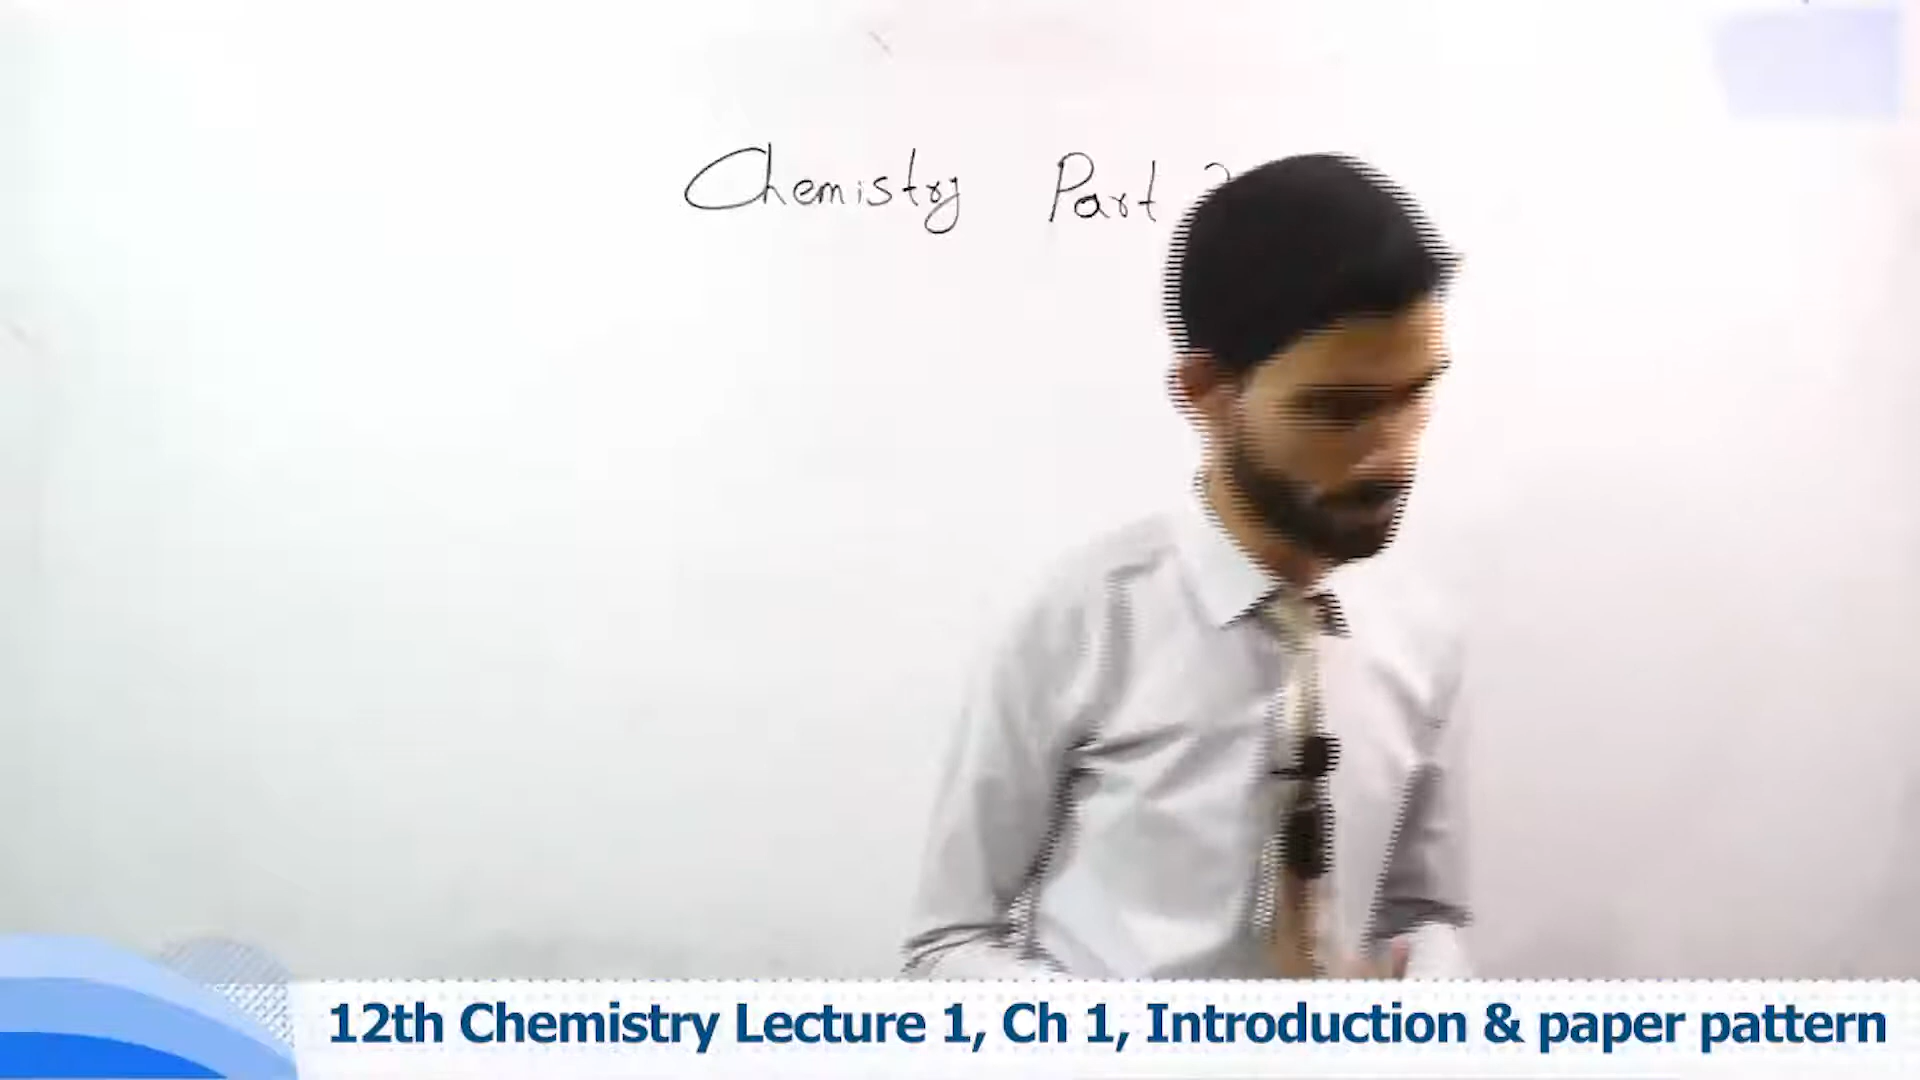 Chemistry Part
12th Chemistry Lecture 1, Ch 1, Introduction & paper pattern